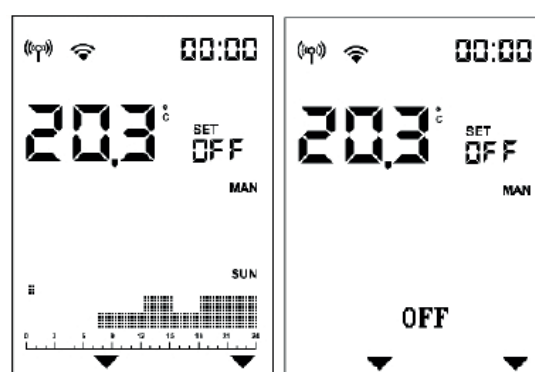 00:00
20.3 °C
SET
OFF
MAN
SUN
0 3 6 9 12 15 18 21 24
00:00
20.3 °C
SET
OFF
MAN
OFF